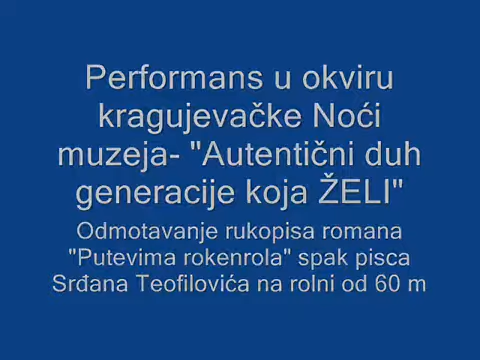 Performans u okviru
kragujevačke Noći
muzeja- "Autentični duh
generacije koja ŽELI"
Odmotavanje rukopisa romana
"Putevima rokenrola" spak pisca
Srđana Teofilovića na rolni od 60 m